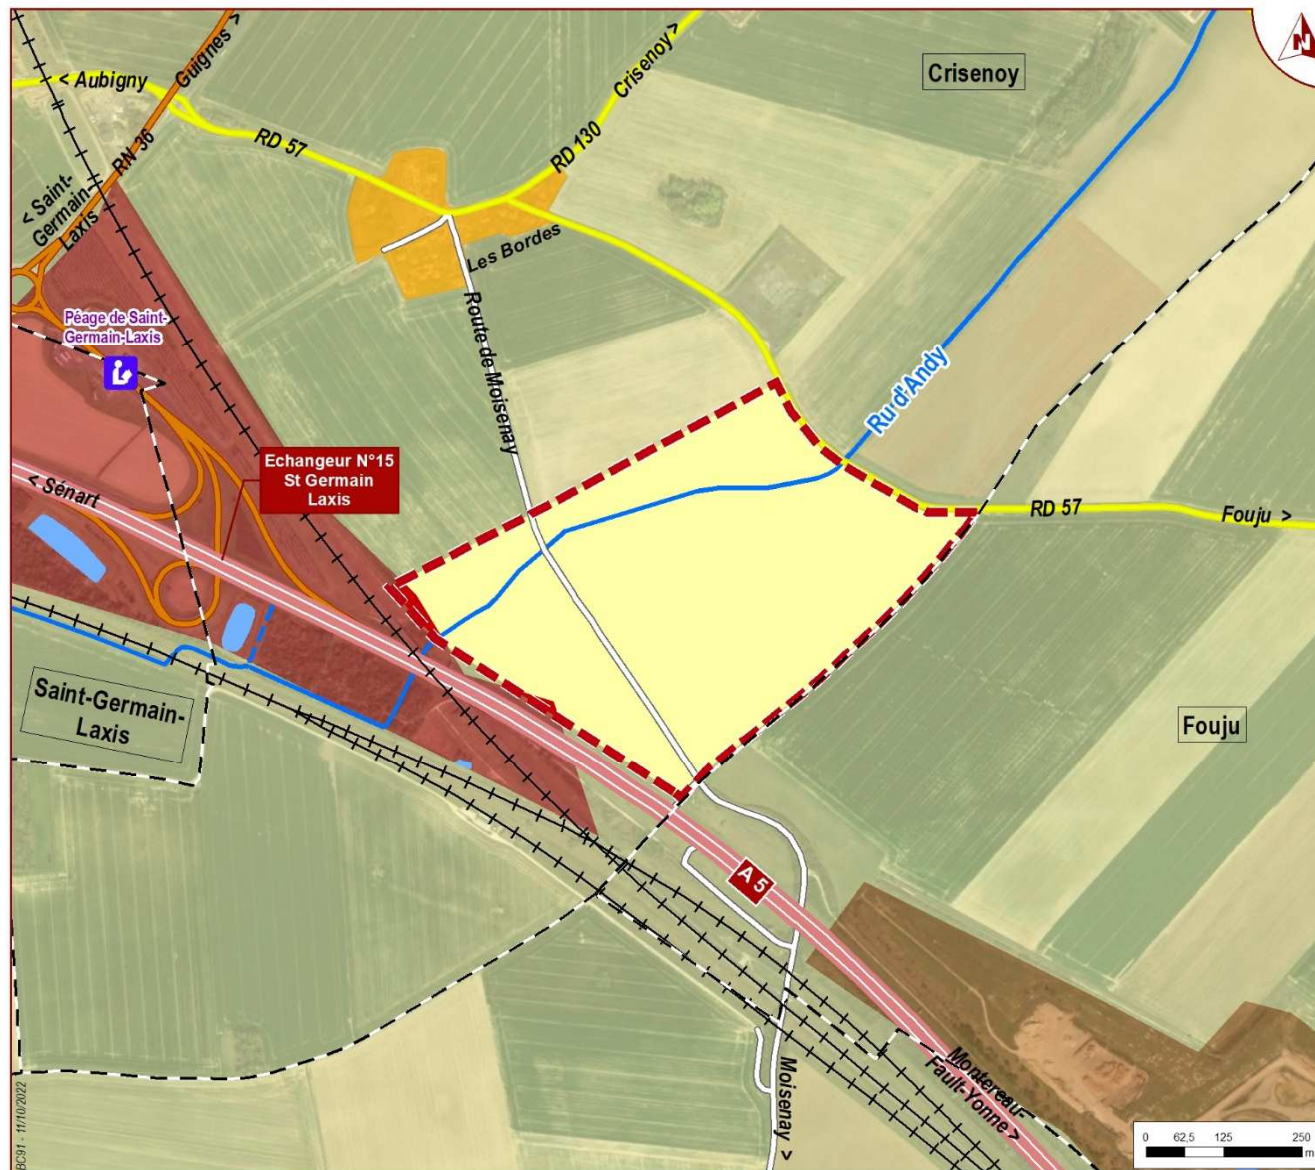 N
Crisenoy
< Aubigny
Guignes >
Crisenoy >
RN 36
RD 57
RD 130
< Saint-
Germain-
Laxis
Les Bordes
Péage de Saint-
Germain-Laxis
Route de Moisenay
Ru d'Andy
Echangeur N°15
St Germain
Laxis
< Sénart
RD 57
Fouju >
Saint-Germain-
Laxis
Fouju
A 5
Montereau-
Fault-Yonne >
Moisenay >
BC91 - 11/10/2022
0 62,5 125 250
m